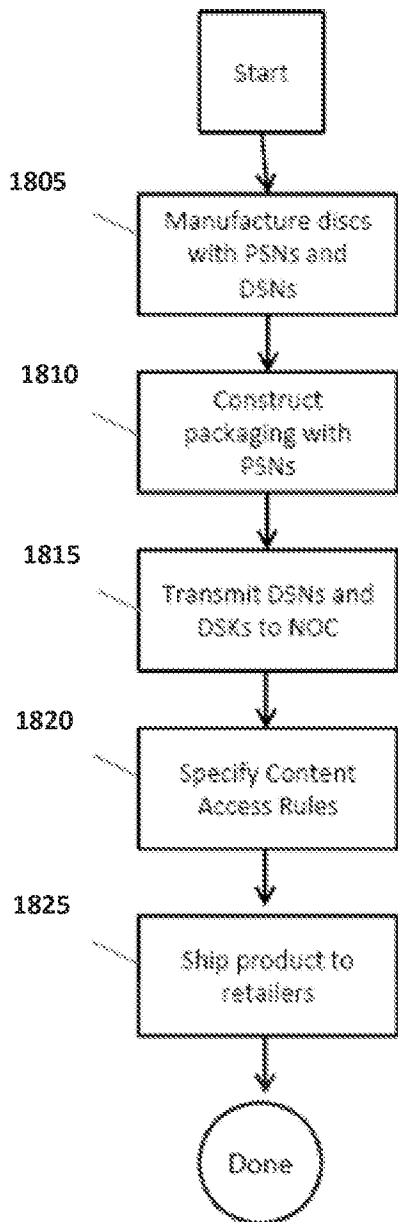 Start
1805
Manufacture discs
with PSNs and
DSNs
1810
Construct
packaging with
PSNs
1815
Transmit DSNs and
DSKs to NOC
1820
Specify Content
Access Rules
1825
Ship product to
retailers
Done